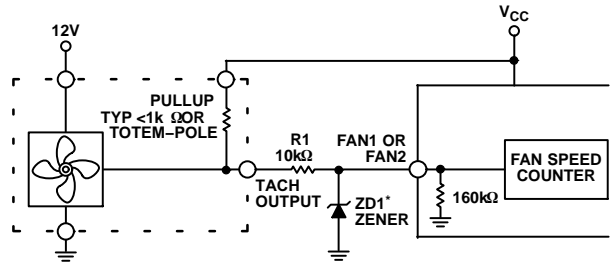 12V
VCC
PULLUP
TYP <1k ΩOR
TOTEM–POLE
R1
10kΩ
FAN1 OR
FAN2
FAN SPEED
COUNTER
TACH
OUTPUT
ZD1*
ZENER
160kΩ